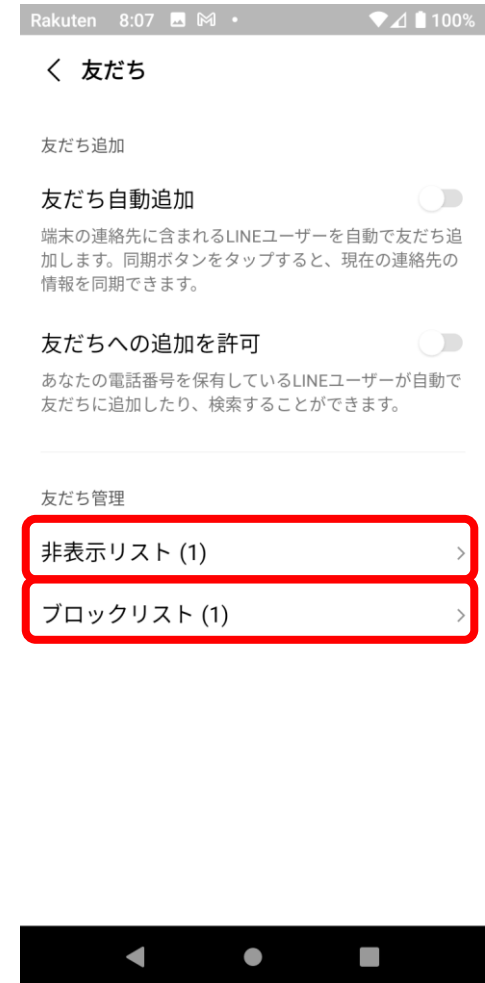 Rakuten 8:07 100%
友だち
友だち追加
友だち自動追加
端末の連絡先に含まれるLINEユーザーを自動で友だち追
加します。同期ボタンをタップすると、現在の連絡先の
情報を同期できます。
友だちへの追加を許可
あなたの電話番号を保有しているLINEユーザーが自動で
友だちに追加したり、検索することができます。
友だち管理
非表示リスト (1)
ブロックリスト (1)